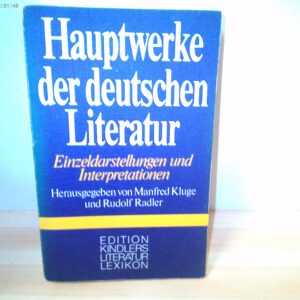 Hauptwerke
der deutschen
Literatur
Einzeldarstellungen und
Interpretationen
Herausgegeben von Manfred Kluge
und Rudolf Radler
EDITION
KINDLERS
LITERATUR
LEXIKON